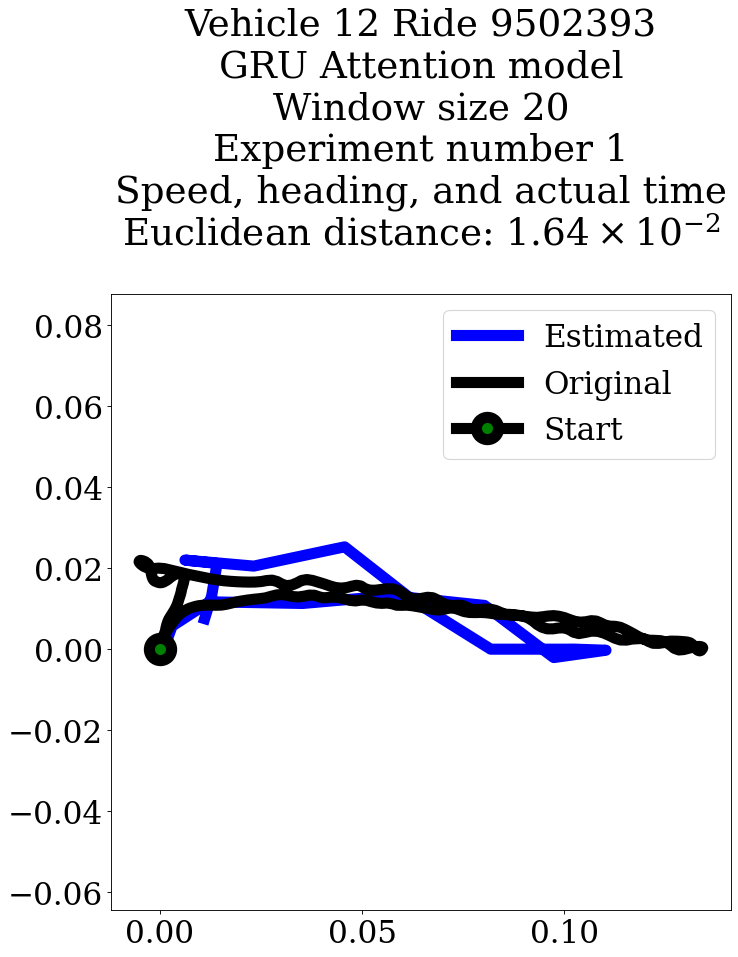 Vehicle 12 Ride 9502393
GRU Attention model
Window size 20
Experiment number 1
Speed, heading, and actual time
Euclidean distance: 1.64 × 10⁻²
Estimated
Original
Start
0.08
0.06
0.04
0.02
0.00
−0.02
−0.04
−0.06
0.00 0.05 0.10